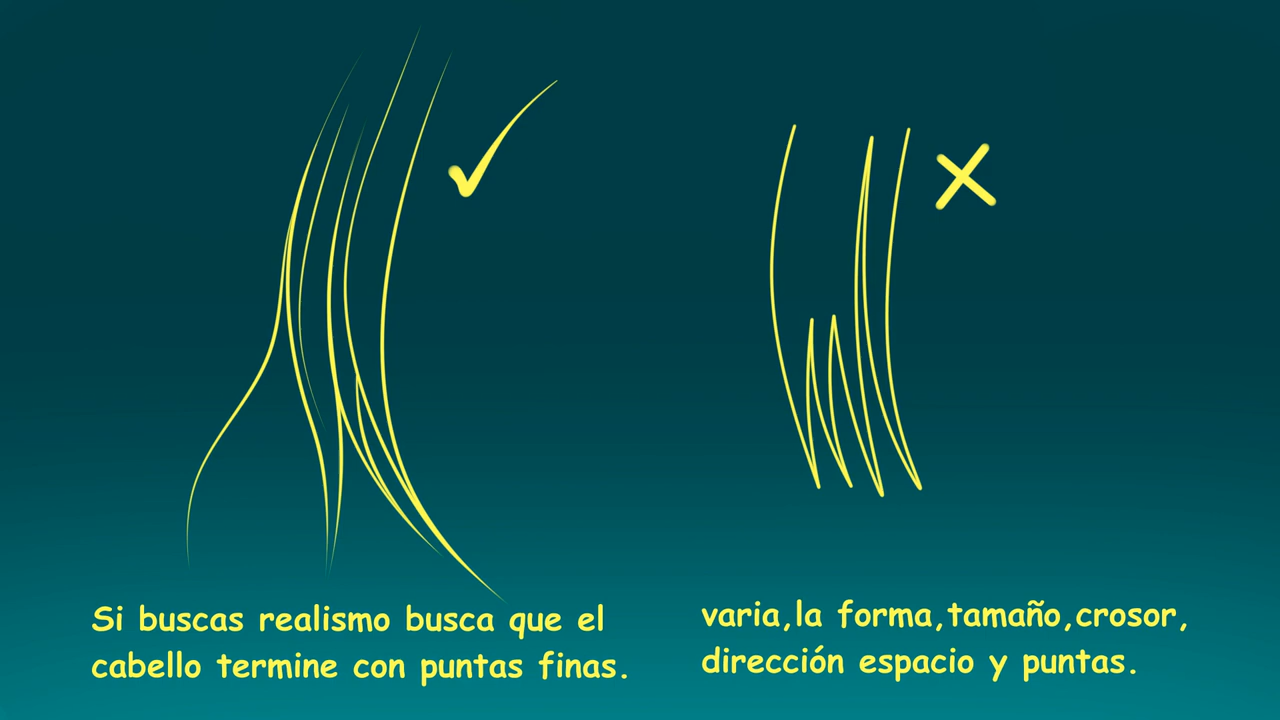 Si buscas realismo busca que el
cabello termine con puntas finas.
varia,la forma,tamaño,crosor,
dirección espacio y puntas.